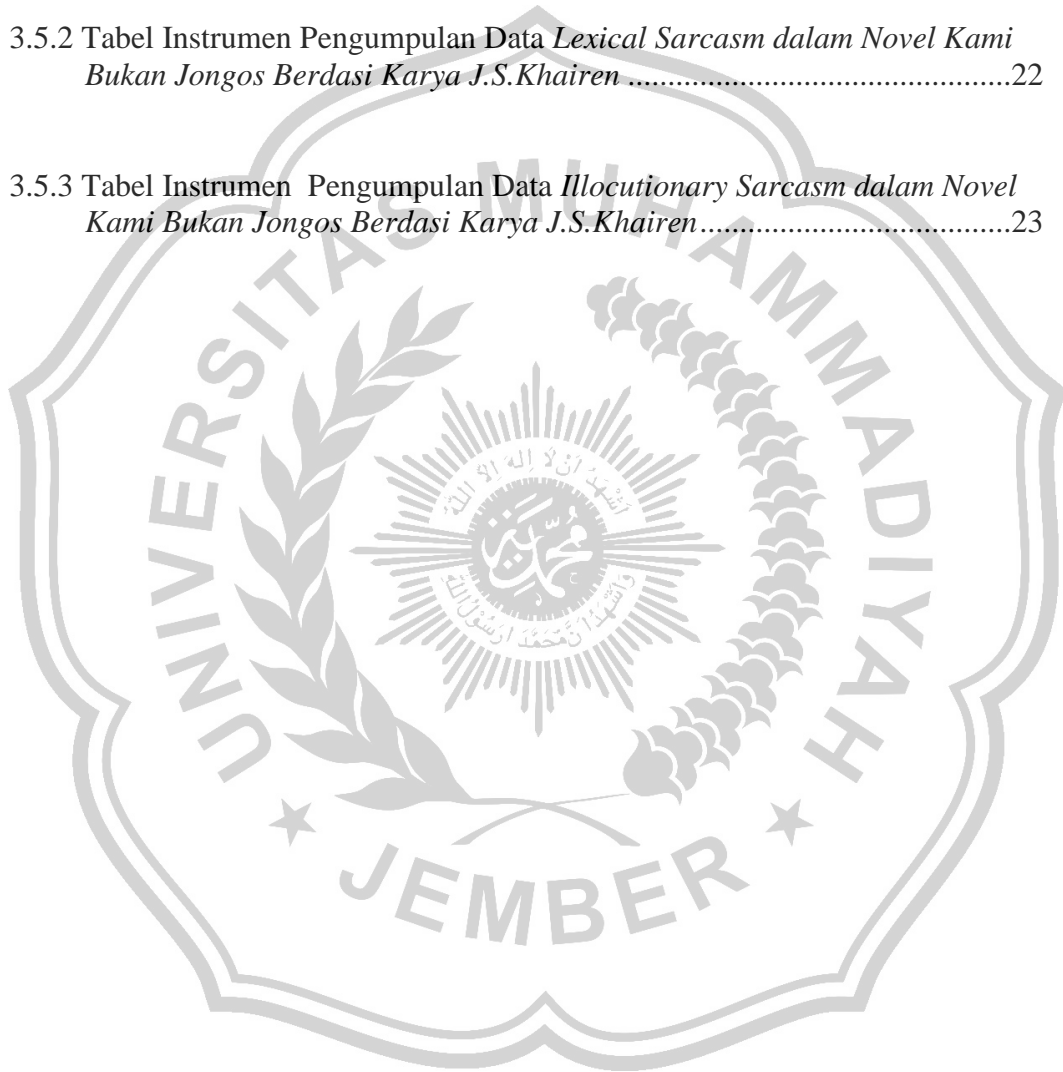 3.5.2 Tabel Instrumen Pengumpulan Data Lexical Sarcasm dalam Novel Kami
Bukan Jongos Berdasi Karya J.S.Khairen ................................................22
3.5.3 Tabel Instrumen  Pengumpulan Data Illocutionary Sarcasm dalam Novel
Kami Bukan Jongos Berdasi Karya J.S.Khairen.......................................23
UNIVERSITAS MUHAMMADIYAH
JEMBER